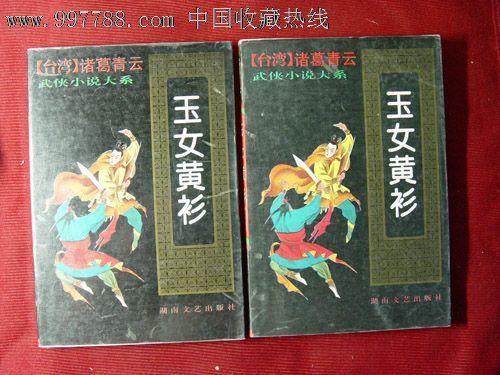 www.997788.com 中国收藏热线
【台湾】诸葛青云
武侠小说大系
玉女黄衫
湖南文艺出版社
【台湾】诸葛青云
武侠小说大系
玉女黄衫
湖南文艺出版社